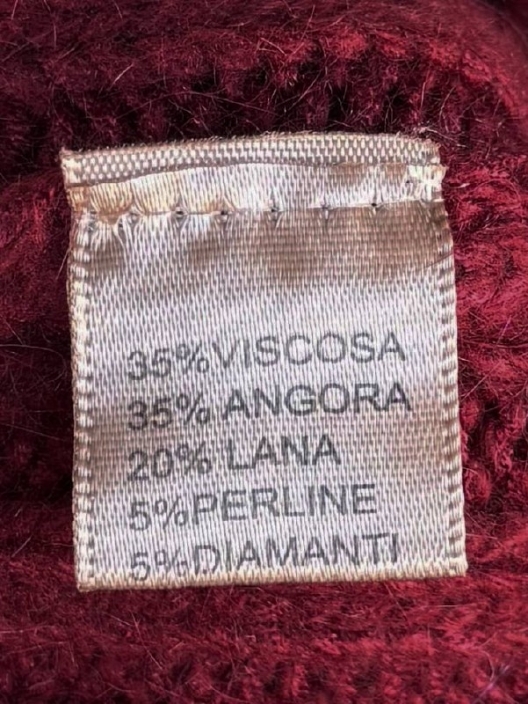 35%VISCOSA
35% ANGORA
20% LANA
5%PERLINE
5%DIAMANTI